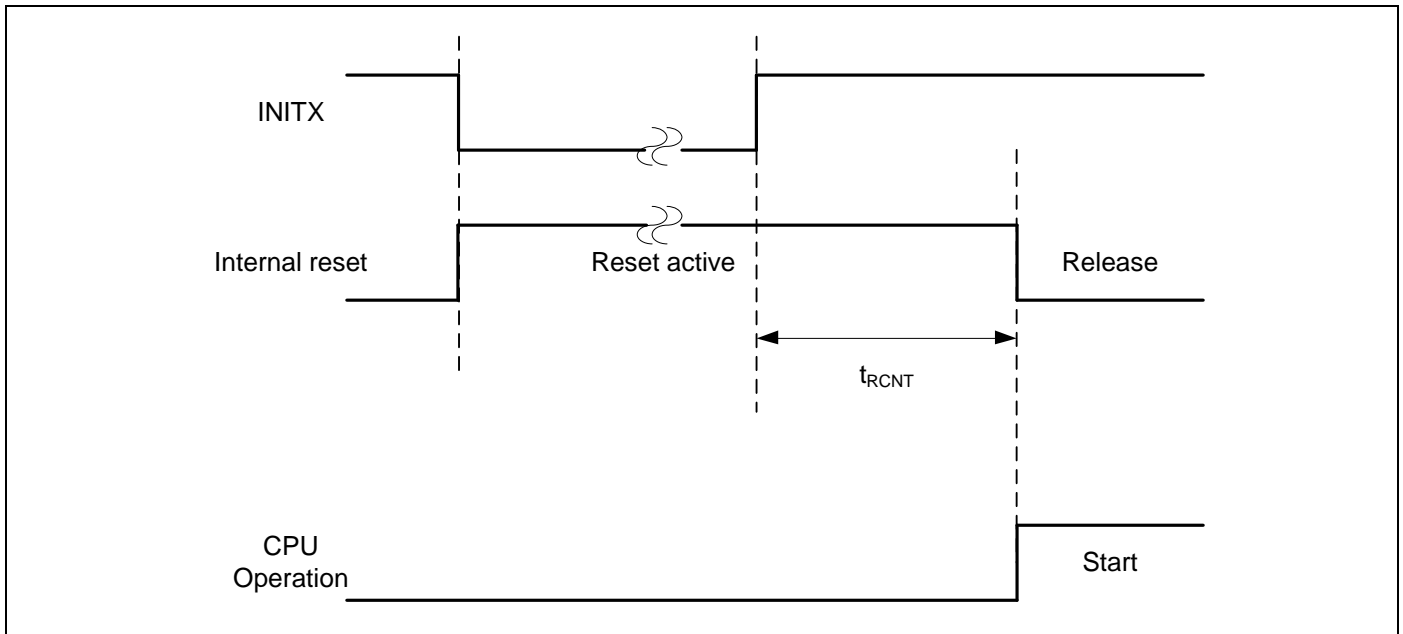 INITX
Internal reset
Reset active
Release
tRCNT
CPU
Operation
Start